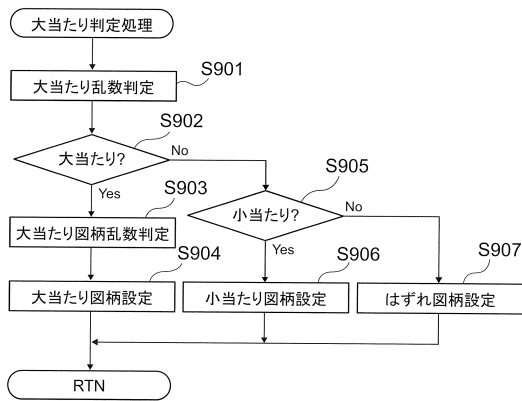 大当たり判定処理
S901
大当たり乱数判定
S902
大当たり?
No
Yes
S903
S905
小当たり?
No
Yes
大当たり図柄乱数判定
S904
S906
S907
大当たり図柄設定
小当たり図柄設定
はずれ図柄設定
RTN